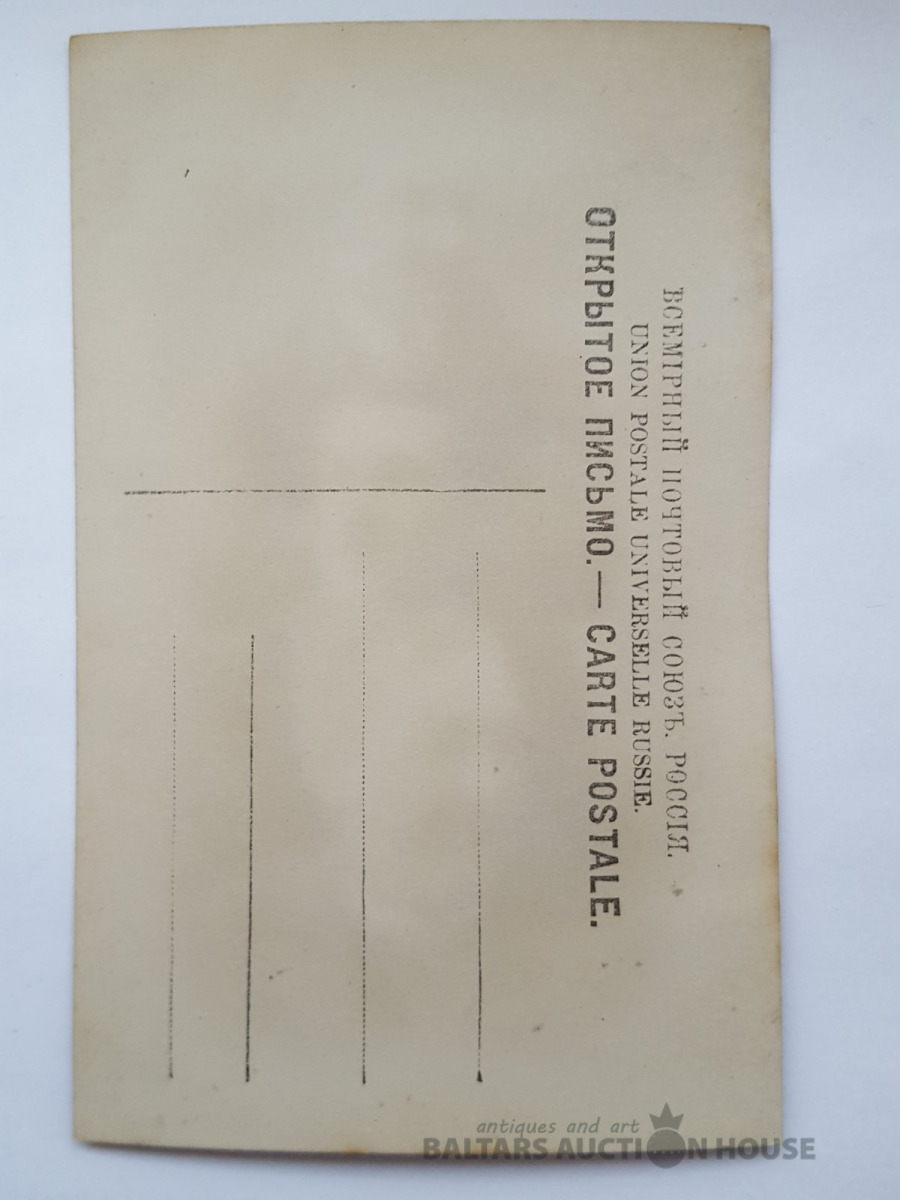 ВСЕМІРНЫЙ ПОЧТОВЫЙ СОЮЗЪ. РОССІЯ.
UNION POSTALE UNIVERSELLE RUSSIE.
ОТКРЫТОЕ ПИСЬМО.— CARTE POSTALE.
antiques and art
BALTARS AUCTION HOUSE